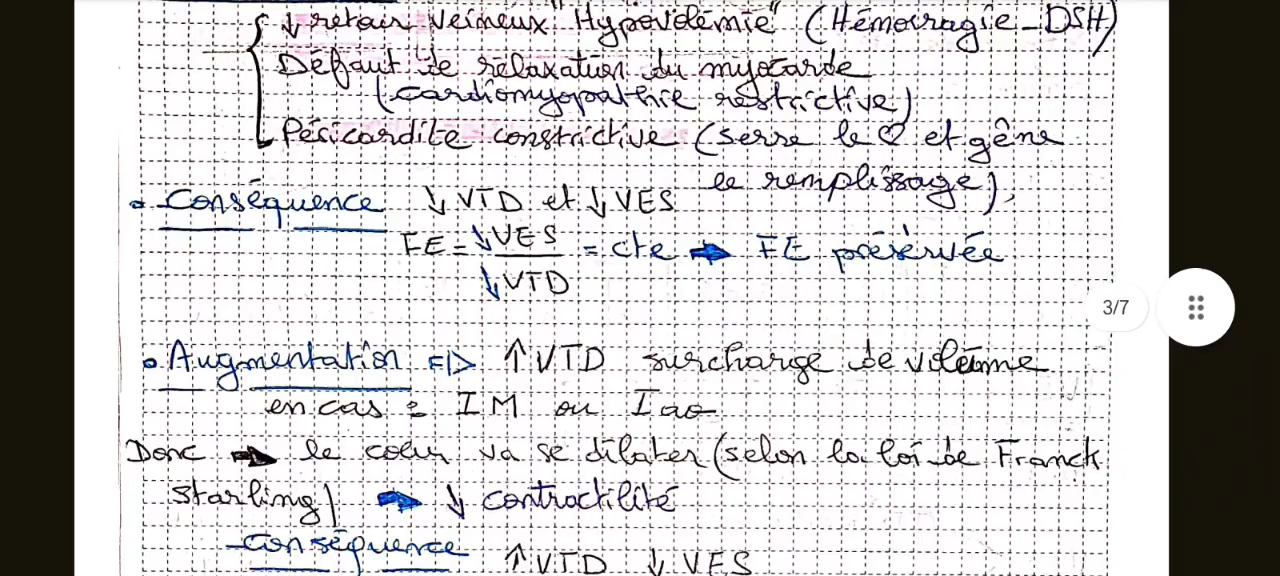 ↓ retour veineux "Hypovolémie" (Hémorragie - DSH)
Défaut de relaxation du myocarde
(cardiomyopathie restrictive)
Péricardite constrictive (serre le ♡ et gêne
le remplissage),
Conséquence ↓ VTD et ↓ VES
FE = ↓VES / ↓VTD = cte ➡ FE préservée
3/7
Augmentation ⇒ ↑ VTD surcharge de volume
en cas : IM ou Iao
Donc ➡ le cœur va se dilater (selon la loi de Franck
Starling) ➡ ↓ contractilité
- Conséquence ↑ VTD ↓ VES